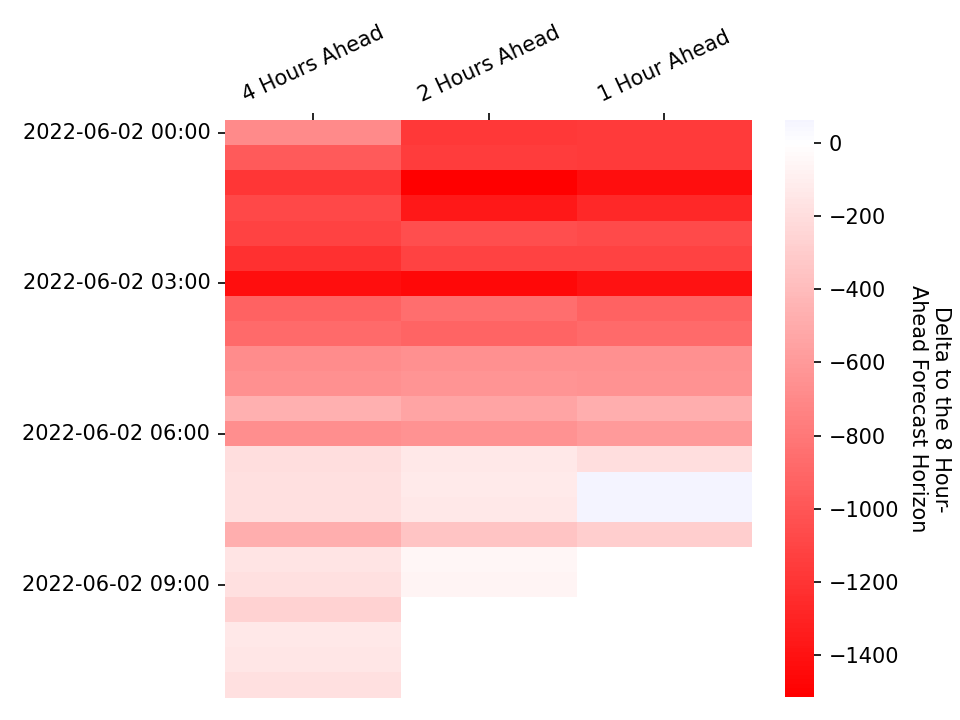 4 Hours Ahead
2 Hours Ahead
1 Hour Ahead
2022-06-02 00:00
2022-06-02 03:00
2022-06-02 06:00
2022-06-02 09:00
0
−200
−400
−600
−800
−1000
−1200
−1400
Delta to the 8 Hour-
Ahead Forecast Horizon